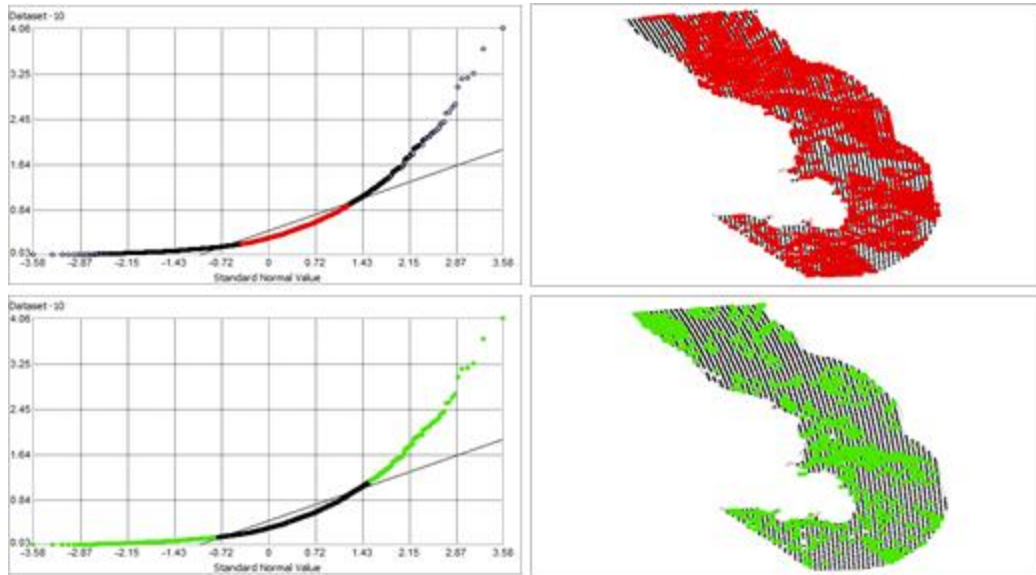 Dataset · 10
4.06
3.25
2.45
1.64
0.84
0.03
-3.58 -2.87 -2.15 -1.43 -0.72 0 0.72 1.43 2.15 2.87 3.58
Standard Normal Value
Dataset · 10
4.06
3.25
2.45
1.64
0.84
0.03
-3.58 -2.87 -2.15 -1.43 -0.72 0 0.72 1.43 2.15 2.87 3.58
Standard Normal Value